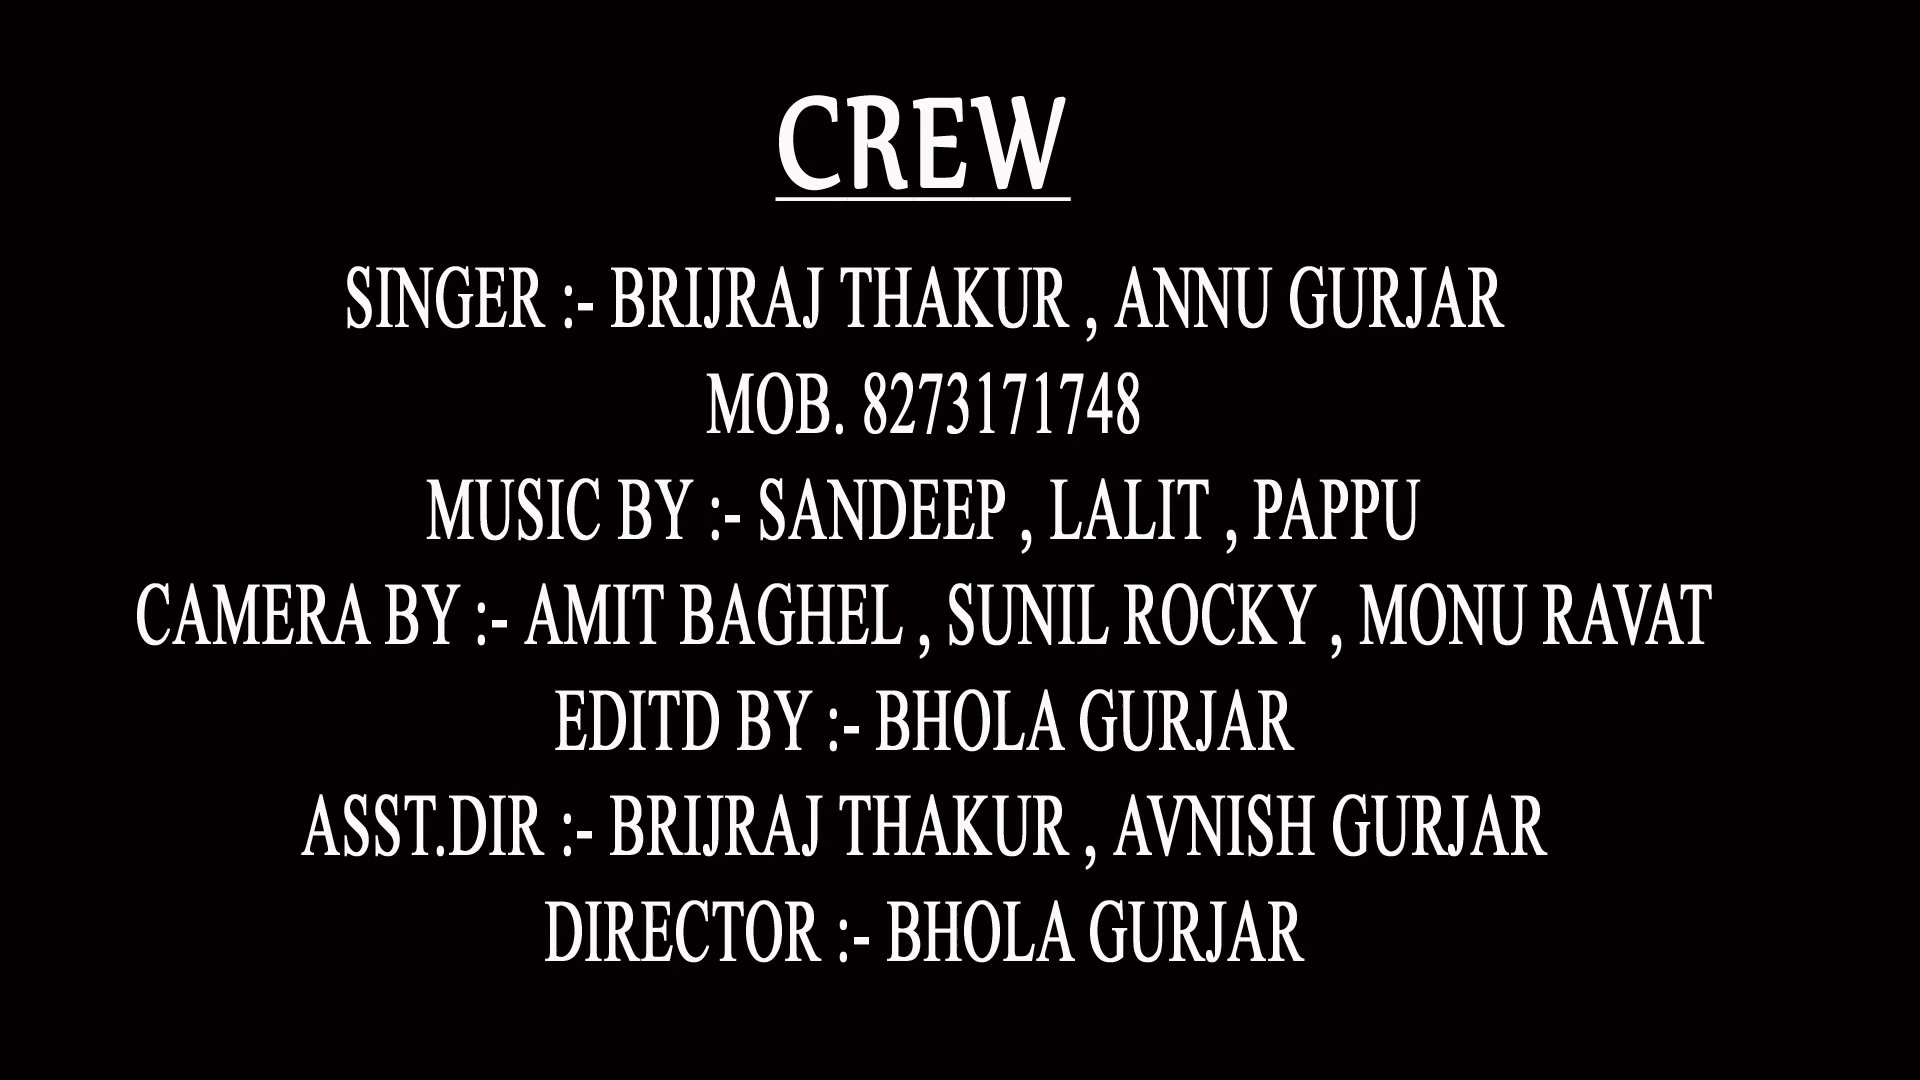 CREW
SINGER :- BRIJRAJ THAKUR , ANNU GURJAR
MOB. 8273171748
MUSIC BY :- SANDEEP , LALIT , PAPPU
CAMERA BY :- AMIT BAGHEL , SUNIL ROCKY , MONU RAVAT
EDITD BY :- BHOLA GURJAR
ASST.DIR :- BRIJRAJ THAKUR , AVNISH GURJAR
DIRECTOR :- BHOLA GURJAR